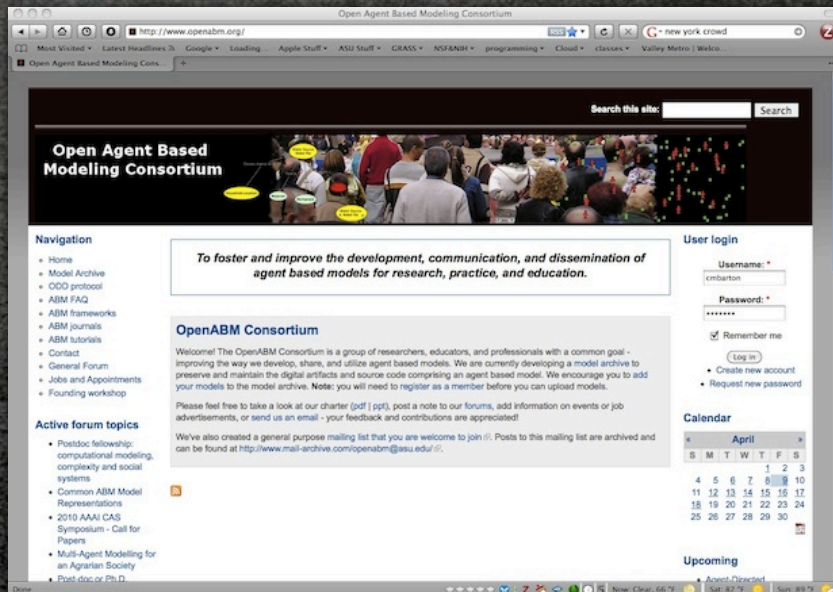 Open Agent Based Modeling Consortium
http://www.openabm.org/
RSS
new york crowd
Most Visited Latest Headlines Google Loading... Apple Stuff ASU Stuff GRASS NSF&NIH programming Cloud classes Valley Metro | Welco...
Open Agent Based Modeling Cons...
Search this site:
Search
Open Agent Based
Modeling Consortium
Navigation
Home
Model Archive
ODD protocol
ABM FAQ
ABM frameworks
ABM journals
ABM tutorials
Contact
General Forum
Jobs and Appointments
Founding workshop
Active forum topics
Postdoc fellowship:
computational modeling,
complexity and social
systems
Common ABM Model
Representations
2010 AAAI CAS
Symposium - Call for
Papers
Multi-Agent Modelling for
an Agrarian Society
Post-doc or Ph.D.
To foster and improve the development, communication, and dissemination of
agent based models for research, practice, and education.
OpenABM Consortium
Welcome! The OpenABM Consortium is a group of researchers, educators, and professionals with a common goal -
improving the way we develop, share, and utilize agent based models. We are currently developing a model archive to
preserve and maintain the digital artifacts and source code comprising an agent based model. We encourage you to add
your models to the model archive. Note: you will need to register as a member before you can upload models.
Please feel free to take a look at our charter (pdf | ppt), post a note to our forums, add information on events or job
advertisements, or send us an email - your feedback and contributions are appreciated!
We've also created a general purpose mailing list that you are welcome to join. Posts to this mailing list are archived and
can be found at http://www.mail-archive.com/openabm@asu.edu/.
User login
Username: *
cmbarton
Password: *
•••••••
Remember me
Log in
Create new account
Request new password
Calendar
« April »
S M T W T F S
1 2 3
4 5 6 7 8 9 10
11 12 13 14 15 16 17
18 19 20 21 22 23 24
25 26 27 28 29 30
Upcoming
Agent-Directed
Done
Now: Clear, 66 °F Sat: 87 °F Sun: 89 °F